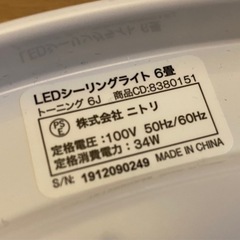 LEDシーリングライト 6畳
トーニング 6J 商品CD:8380151
PS E 株式会社 ニトリ
定格電圧:100V 50Hz/60Hz
定格消費電力:34W
S/N: 1912090249 MADE IN CHINA